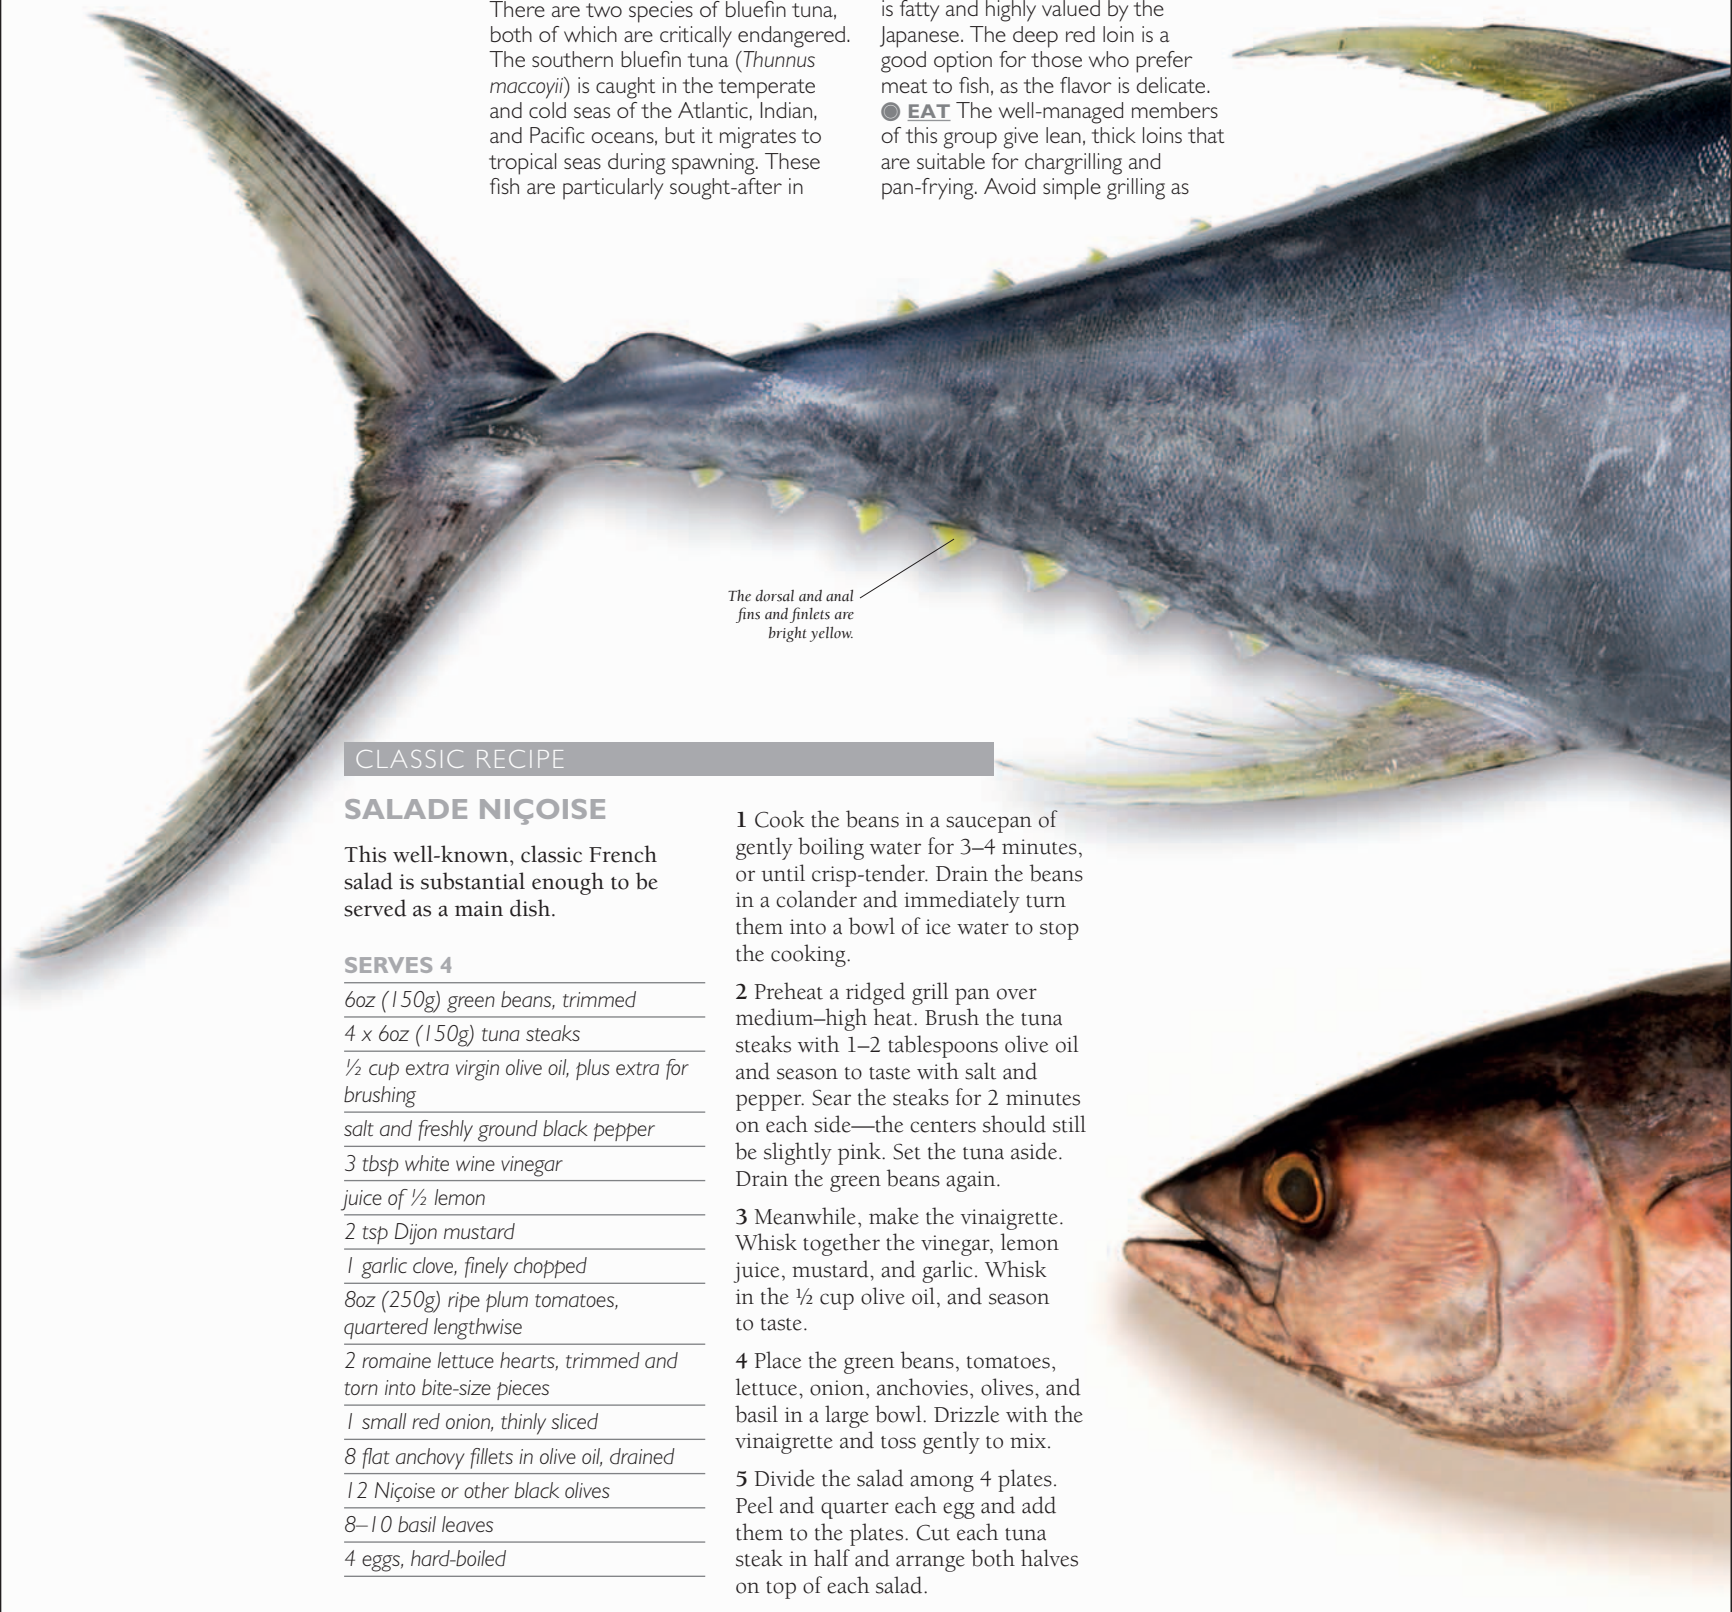 There are two species of bluefin tuna,
both of which are critically endangered.
The southern bluefin tuna (Thunnus
maccoyii) is caught in the temperate
and cold seas of the Atlantic, Indian,
and Pacific oceans, but it migrates to
tropical seas during spawning. These
fish are particularly sought-after in
is fatty and highly valued by the
Japanese. The deep red loin is a
good option for those who prefer
meat to fish, as the flavor is delicate.
EAT The well-managed members
of this group give lean, thick loins that
are suitable for chargrilling and
pan-frying. Avoid simple grilling as
The dorsal and anal
fins and finlets are
bright yellow.
CLASSIC RECIPE
SALADE NIÇOISE
This well-known, classic French
salad is substantial enough to be
served as a main dish.
SERVES 4
6oz (150g) green beans, trimmed
4 x 6oz (150g) tuna steaks
½ cup extra virgin olive oil, plus extra for
brushing
salt and freshly ground black pepper
3 tbsp white wine vinegar
juice of ½ lemon
2 tsp Dijon mustard
1 garlic clove, finely chopped
8oz (250g) ripe plum tomatoes,
quartered lengthwise
2 romaine lettuce hearts, trimmed and
torn into bite-size pieces
1 small red onion, thinly sliced
8 flat anchovy fillets in olive oil, drained
12 Niçoise or other black olives
8–10 basil leaves
4 eggs, hard-boiled
1 Cook the beans in a saucepan of
gently boiling water for 3–4 minutes,
or until crisp-tender. Drain the beans
in a colander and immediately turn
them into a bowl of ice water to stop
the cooking.
2 Preheat a ridged grill pan over
medium–high heat. Brush the tuna
steaks with 1–2 tablespoons olive oil
and season to taste with salt and
pepper. Sear the steaks for 2 minutes
on each side—the centers should still
be slightly pink. Set the tuna aside.
Drain the green beans again.
3 Meanwhile, make the vinaigrette.
Whisk together the vinegar, lemon
juice, mustard, and garlic. Whisk
in the ½ cup olive oil, and season
to taste.
4 Place the green beans, tomatoes,
lettuce, onion, anchovies, olives, and
basil in a large bowl. Drizzle with the
vinaigrette and toss gently to mix.
5 Divide the salad among 4 plates.
Peel and quarter each egg and add
them to the plates. Cut each tuna
steak in half and arrange both halves
on top of each salad.